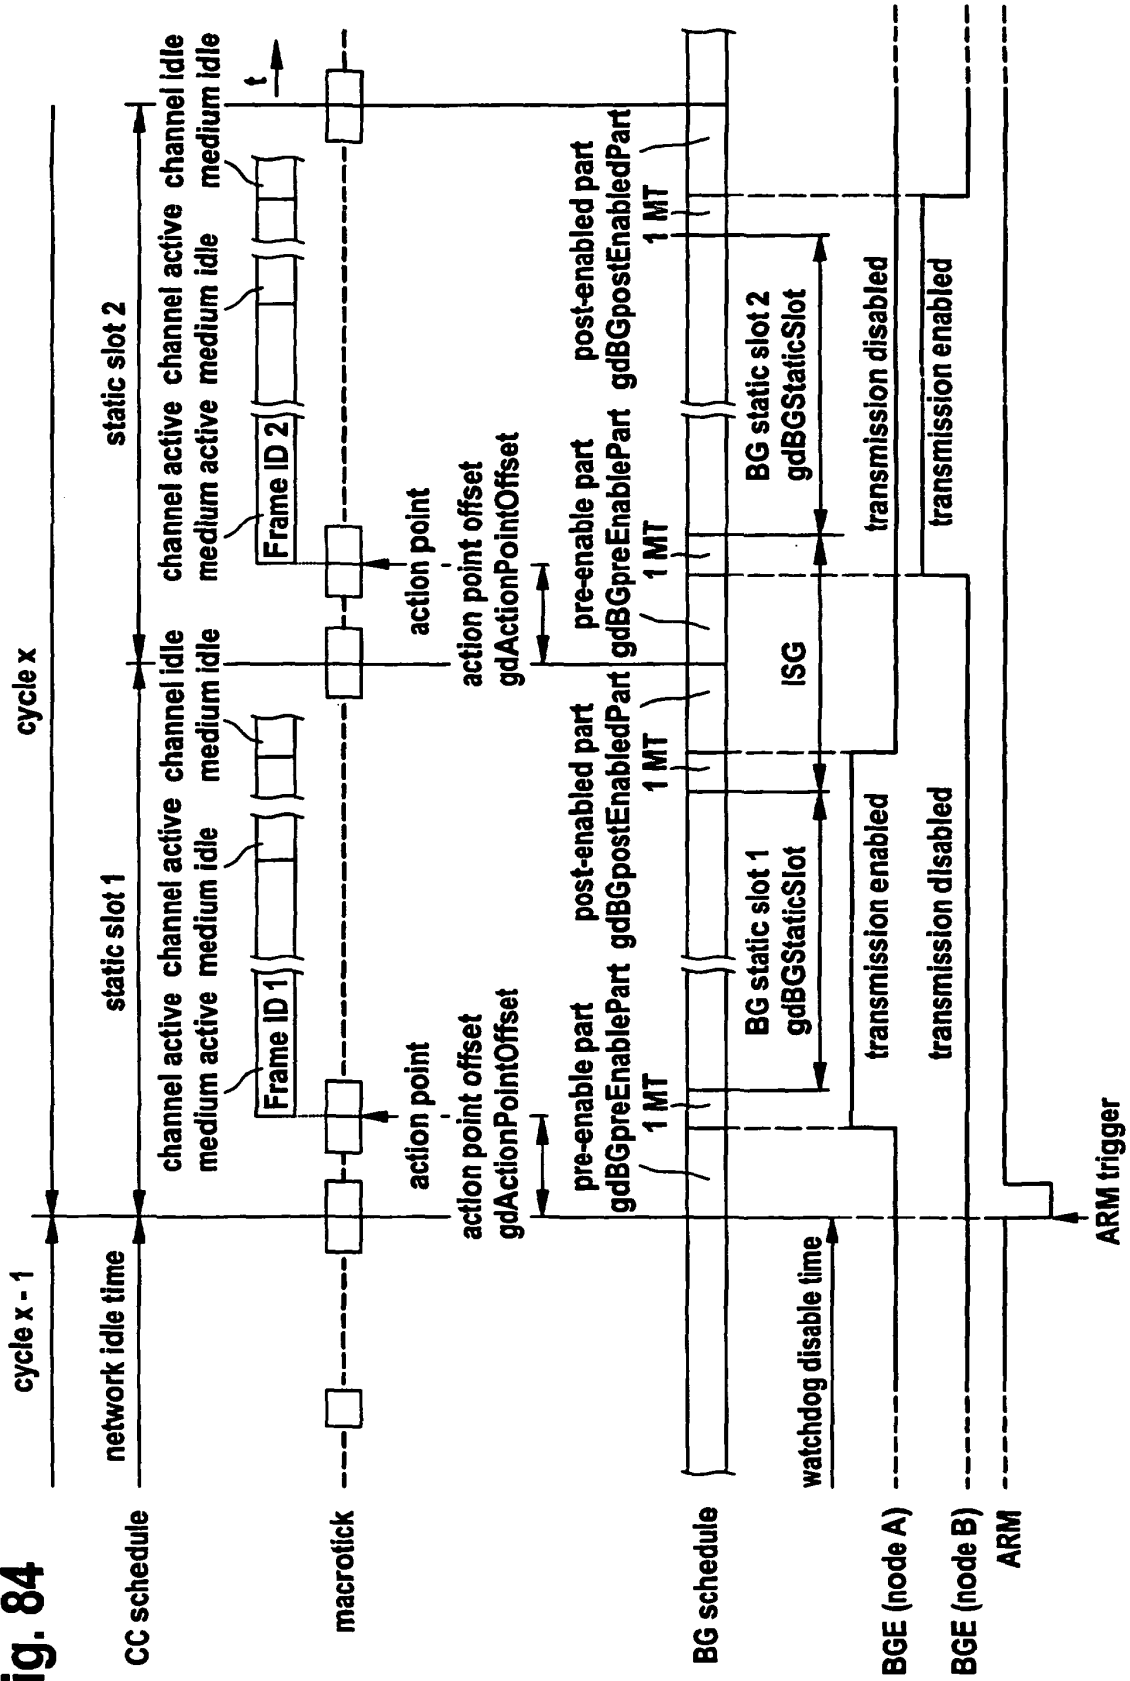 ig. 84
cycle x - 1
cycle x
CC schedule
network idle time
static slot 1
static slot 2
channel active
medium active
channel active
medium idle
channel idle
medium idle
channel active
medium active
channel active
medium idle
channel idle
medium idle
Frame ID 1
Frame ID 2
t
macrotick
action point
action point
action point offset
gdActionPointOffset
action point offset
gdActionPointOffset
pre-enable part
gdBGpreEnablePart
post-enabled part
gdBGpostEnabledPart
pre-enable part
gdBGpreEnablePart
post-enabled part
gdBGpostEnabledPart
1 MT
1 MT
1 MT
1 MT
BG schedule
BG static slot 1
gdBGStaticSlot
ISG
BG static slot 2
gdBGStaticSlot
watchdog disable time
BGE (node A)
transmission enabled
transmission disabled
BGE (node B)
transmission disabled
transmission enabled
ARM
ARM trigger